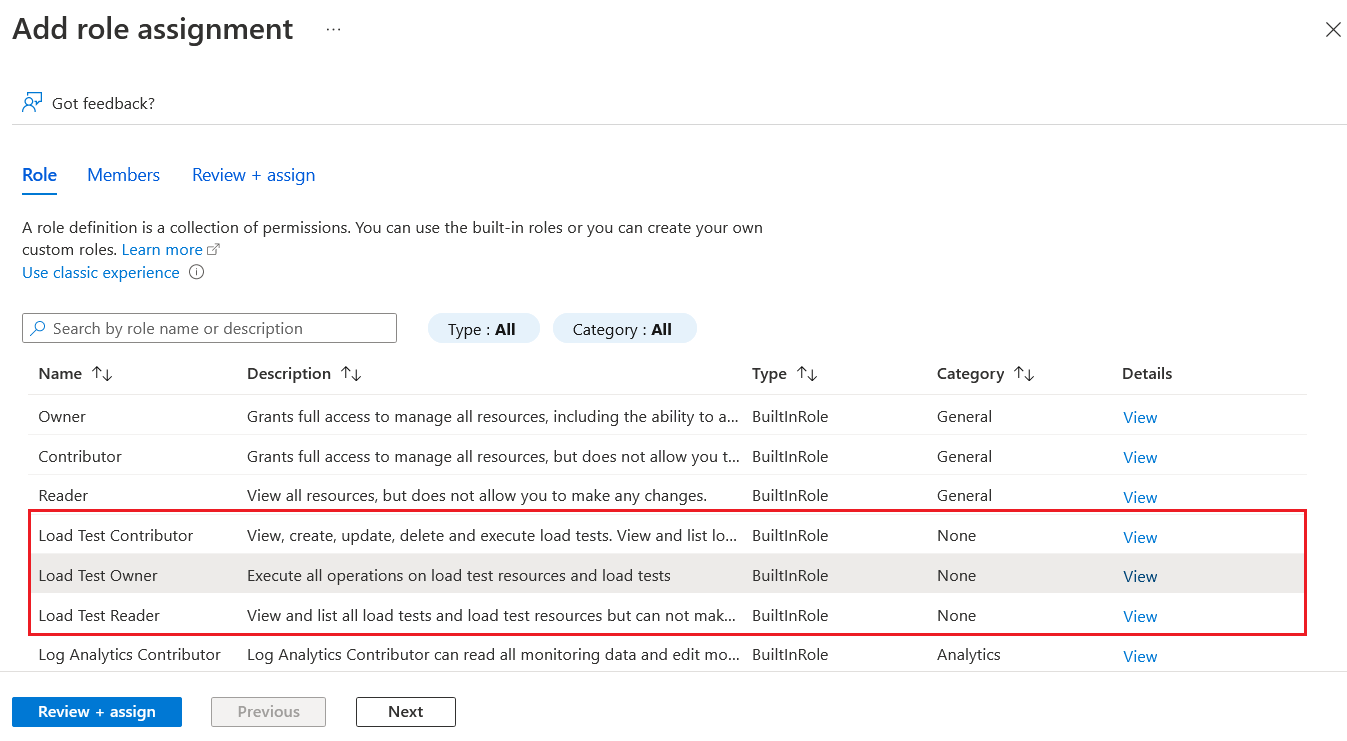 Add role assignment ...
Got feedback?
Role Members Review + assign
A role definition is a collection of permissions. You can use the built-in roles or you can create your own
custom roles. Learn more
Use classic experience
Search by role name or description Type : All Category : All
Name Description Type Category Details
Owner Grants full access to manage all resources, including the ability to a... BuiltInRole General View
Contributor Grants full access to manage all resources, but does not allow you t... BuiltInRole General View
Reader View all resources, but does not allow you to make any changes. BuiltInRole General View
Load Test Contributor View, create, update, delete and execute load tests. View and list lo... BuiltInRole None View
Load Test Owner Execute all operations on load test resources and load tests BuiltInRole None View
Load Test Reader View and list all load tests and load test resources but can not mak... BuiltInRole None View
Log Analytics Contributor Log Analytics Contributor can read all monitoring data and edit mo... BuiltInRole Analytics View
Review + assign Previous Next